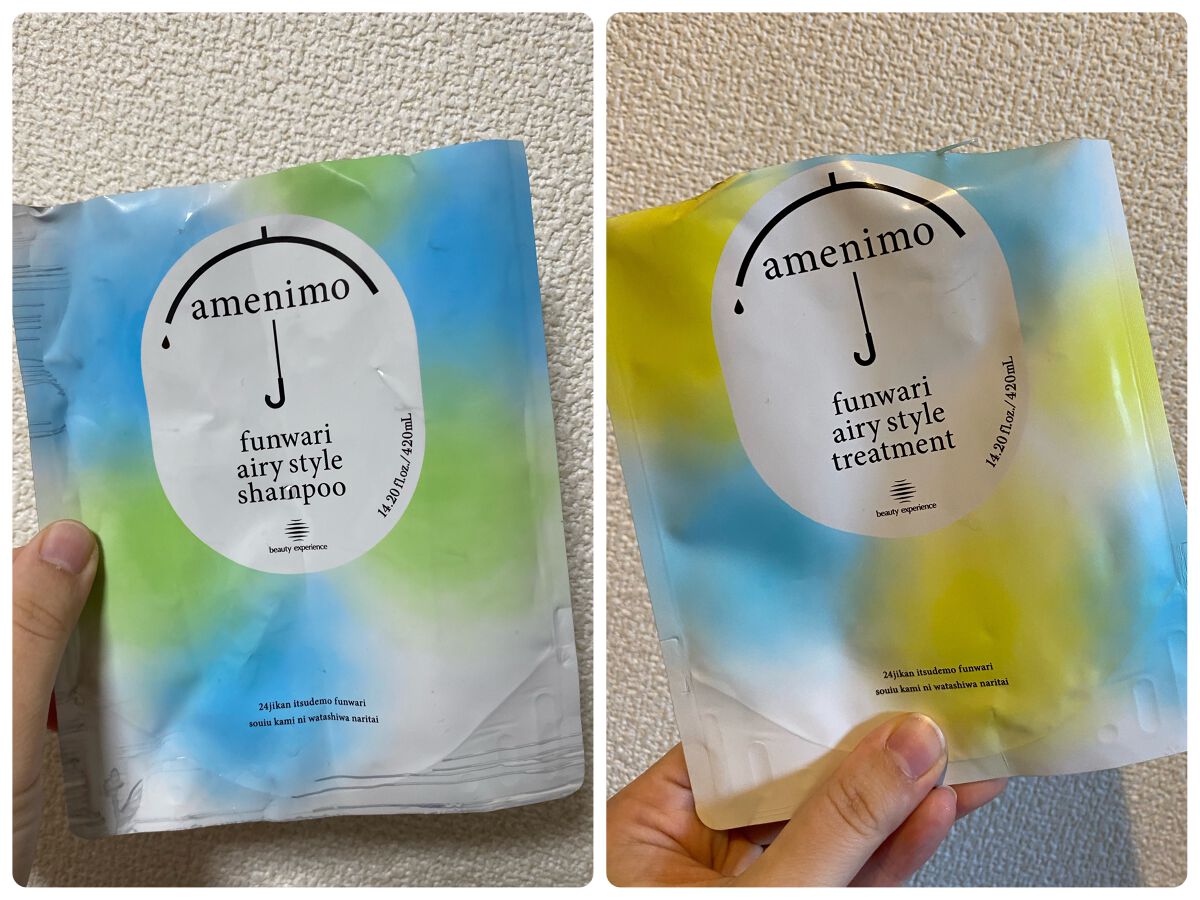 amenimo
funwari
airy style
shampoo
14.20 fl.oz./420mL
beauty experience
24jikan itsudemo funwari
souiu kami ni watashiwa naritai
amenimo
funwari
airy style
treatment
14.20 fl.oz./420mL
beauty experience
24jikan itsudemo funwari
souiu kami ni watashiwa naritai